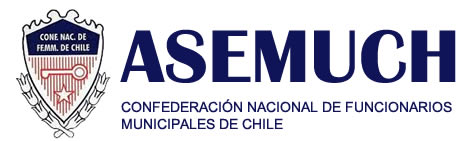 CONF. NAC. DE
FEMM. DE CHILE
ASEMUCH
CONFEDERACIÓN NACIONAL DE FUNCIONARIOS
MUNICIPALES DE CHILE